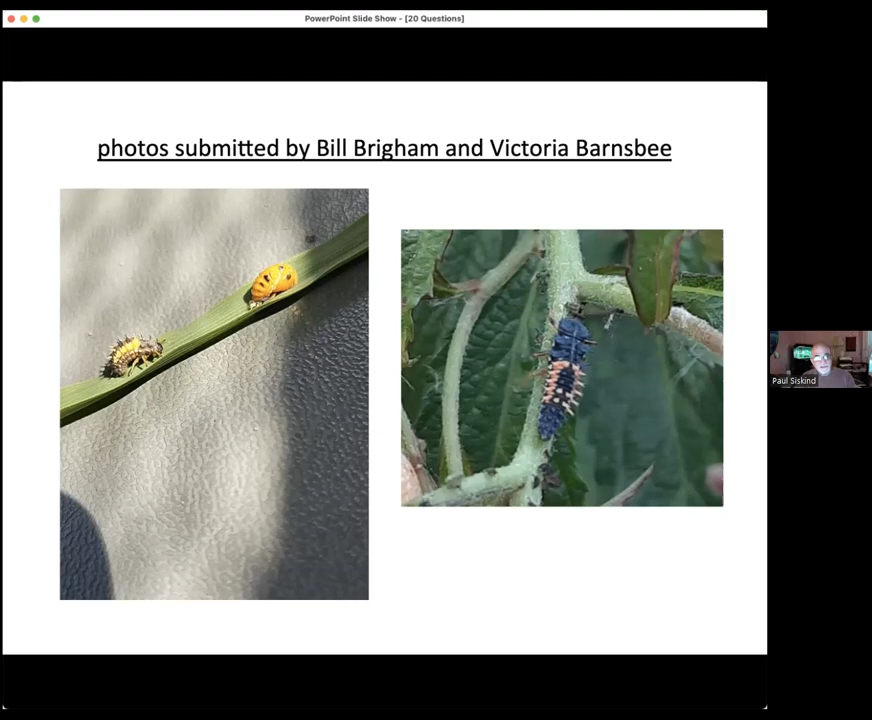 PowerPoint Slide Show - [20 Questions]
photos submitted by Bill Brigham and Victoria Barnsbee
Paul Siskind